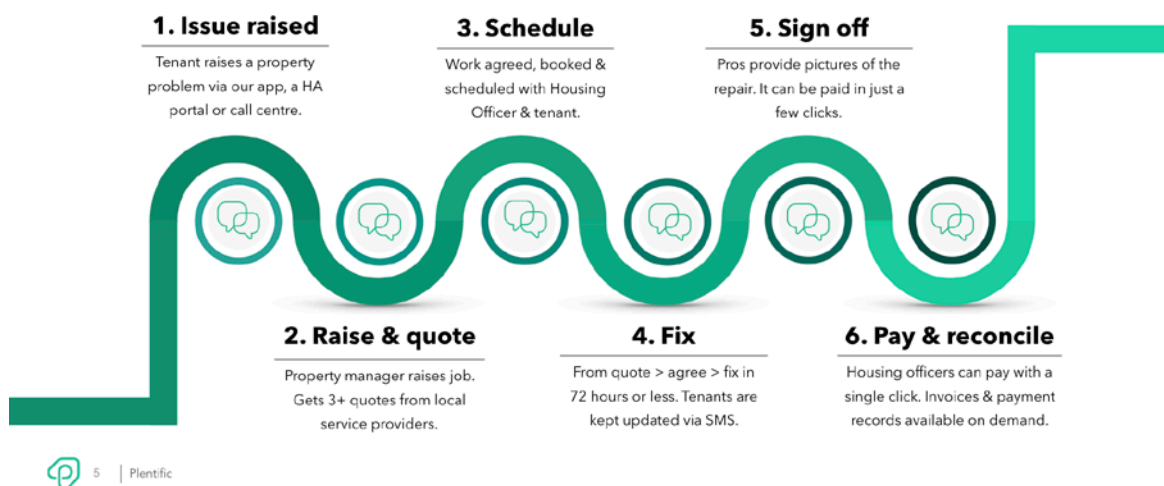 1. Issue raised
Tenant raises a property
problem via our app, a HA
portal or call centre.
3. Schedule
Work agreed, booked &
scheduled with Housing
Officer & tenant.
5. Sign off
Pros provide pictures of the
repair. It can be paid in just a
few clicks.
2. Raise & quote
Property manager raises job.
Gets 3+ quotes from local
service providers.
4. Fix
From quote > agree > fix in
72 hours or less. Tenants are
kept updated via SMS.
6. Pay & reconcile
Housing officers can pay with a
single click. Invoices & payment
records available on demand.
5 | Plentific